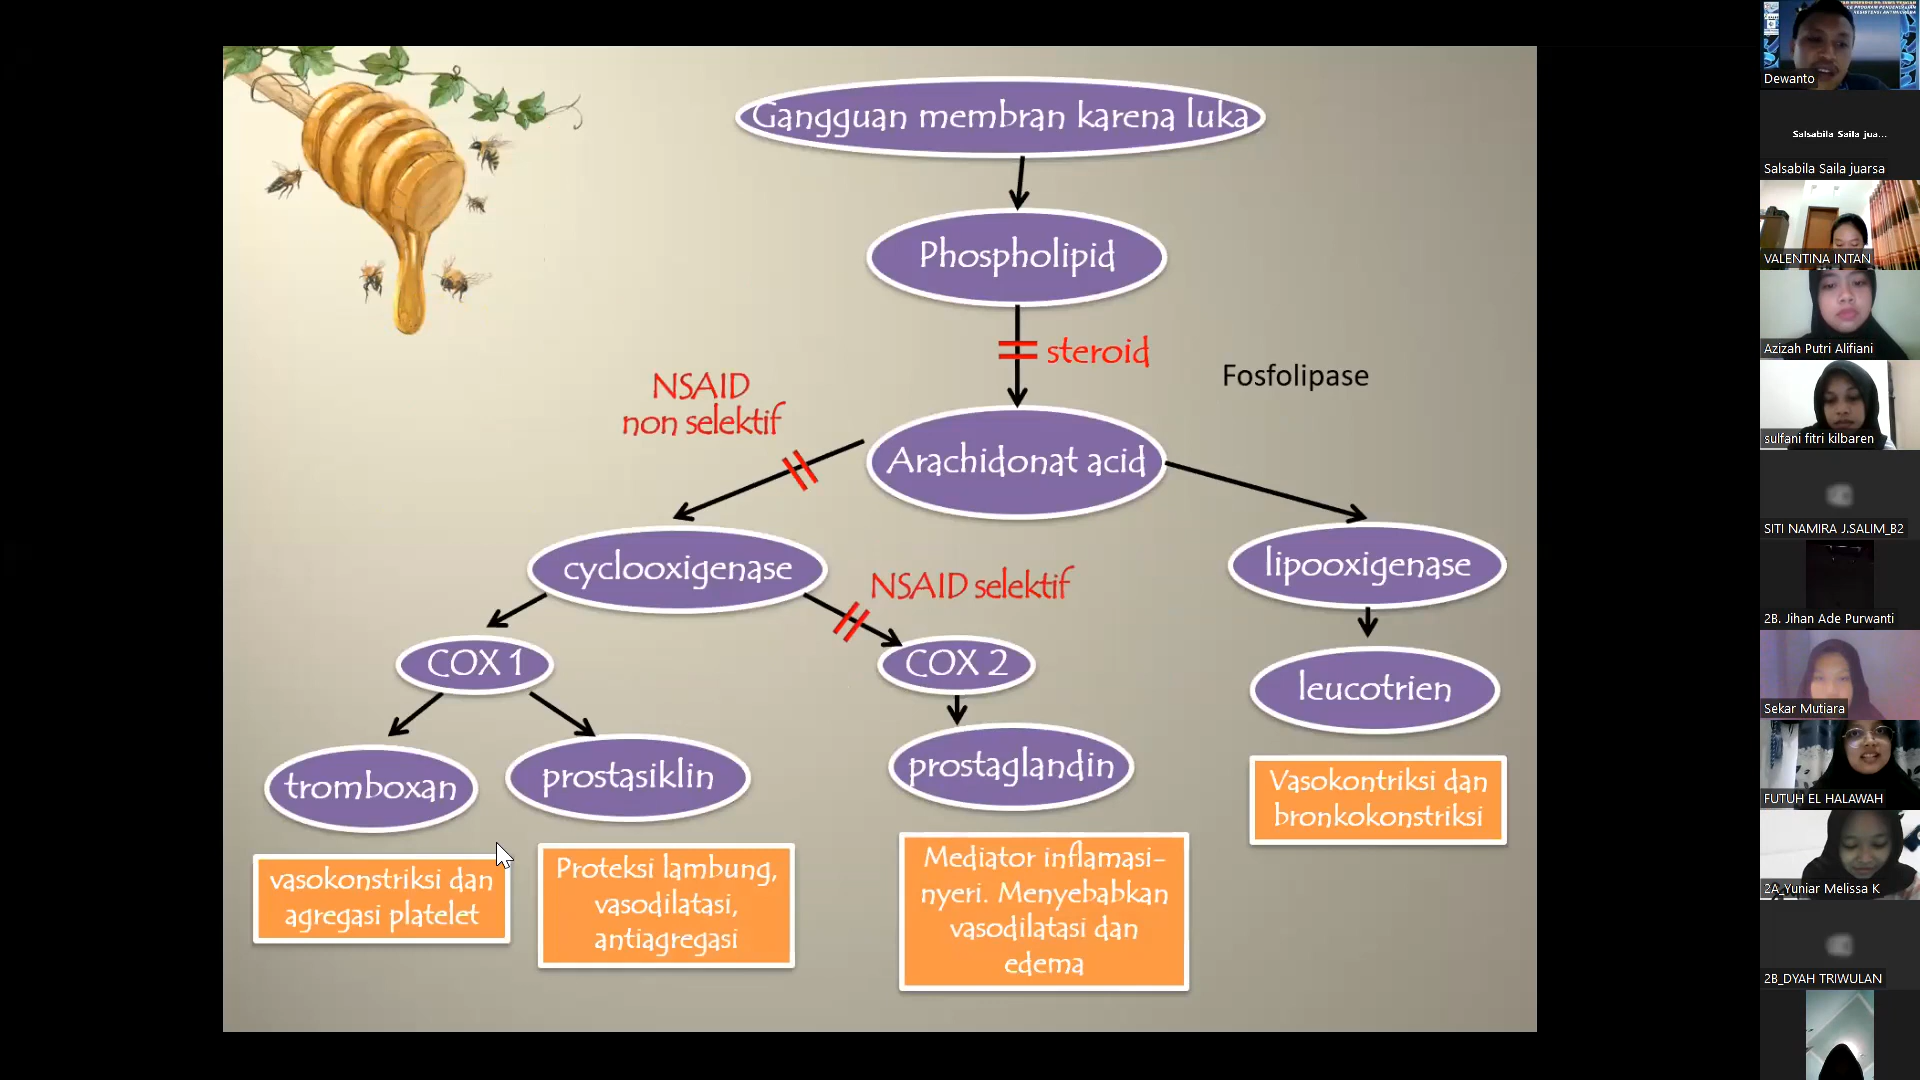 Gangguan membran karena luka
Phospholipid
steroid
Fosfolipase
NSAID
non selektif
Arachidonat acid
cyclooxigenase
NSAID selektif
lipooxigenase
COX 1
COX 2
leucotrien
tromboxan
prostasiklin
prostaglandin
Vasokontriksi dan
bronkokonstriksi
vasokonstriksi dan
agregasi platelet
Proteksi lambung,
vasodilatasi,
antiagregasi
Mediator inflamasi-
nyeri. Menyebabkan
vasodilatasi dan
edema
Dewanto
Salsabila Saila jua...
Salsabila Saila juarsa
VALENTINA INTAN
Azizah Putri Alifiani
sulfani fitri kilbaren
SITI NAMIRA J.SALIM_B2
2B. Jihan Ade Purwanti
Sekar Mutiara
FUTUH EL HALAWAH
2A_Yuniar Melissa K
2B_DYAH TRIWULAN